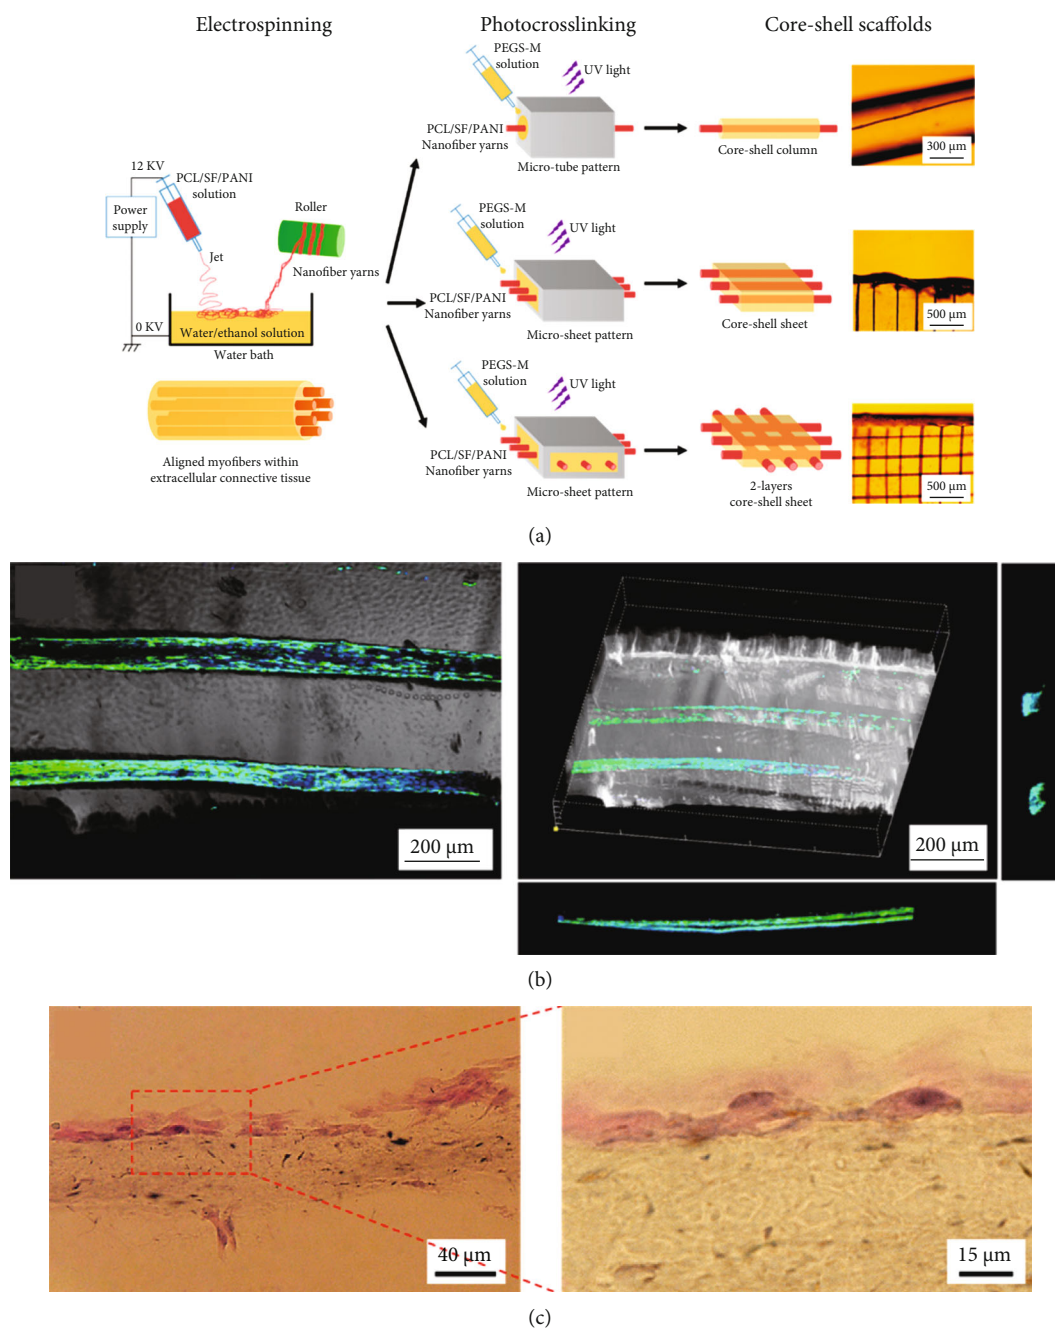 Electrospinning
Photocrosslinking
Core-shell scaffolds
12 KV
PCL/SF/PANI
solution
Power
supply
Jet
Roller
Nanofiber yarns
0 KV
Water/ethanol solution
Water bath
Aligned myofibers within
extracellular connective tissue
PEGS-M
solution
UV light
PCL/SF/PANI
Nanofiber yarns
Micro-tube pattern
Core-shell column
300 µm
PEGS-M
solution
UV light
PCL/SF/PANI
Nanofiber yarns
Micro-sheet pattern
Core-shell sheet
500 µm
PEGS-M
solution
UV light
PCL/SF/PANI
Nanofiber yarns
Micro-sheet pattern
2-layers
core-shell sheet
500 µm
(a)
200 µm
200 µm
(b)
40 µm
15 µm
(c)